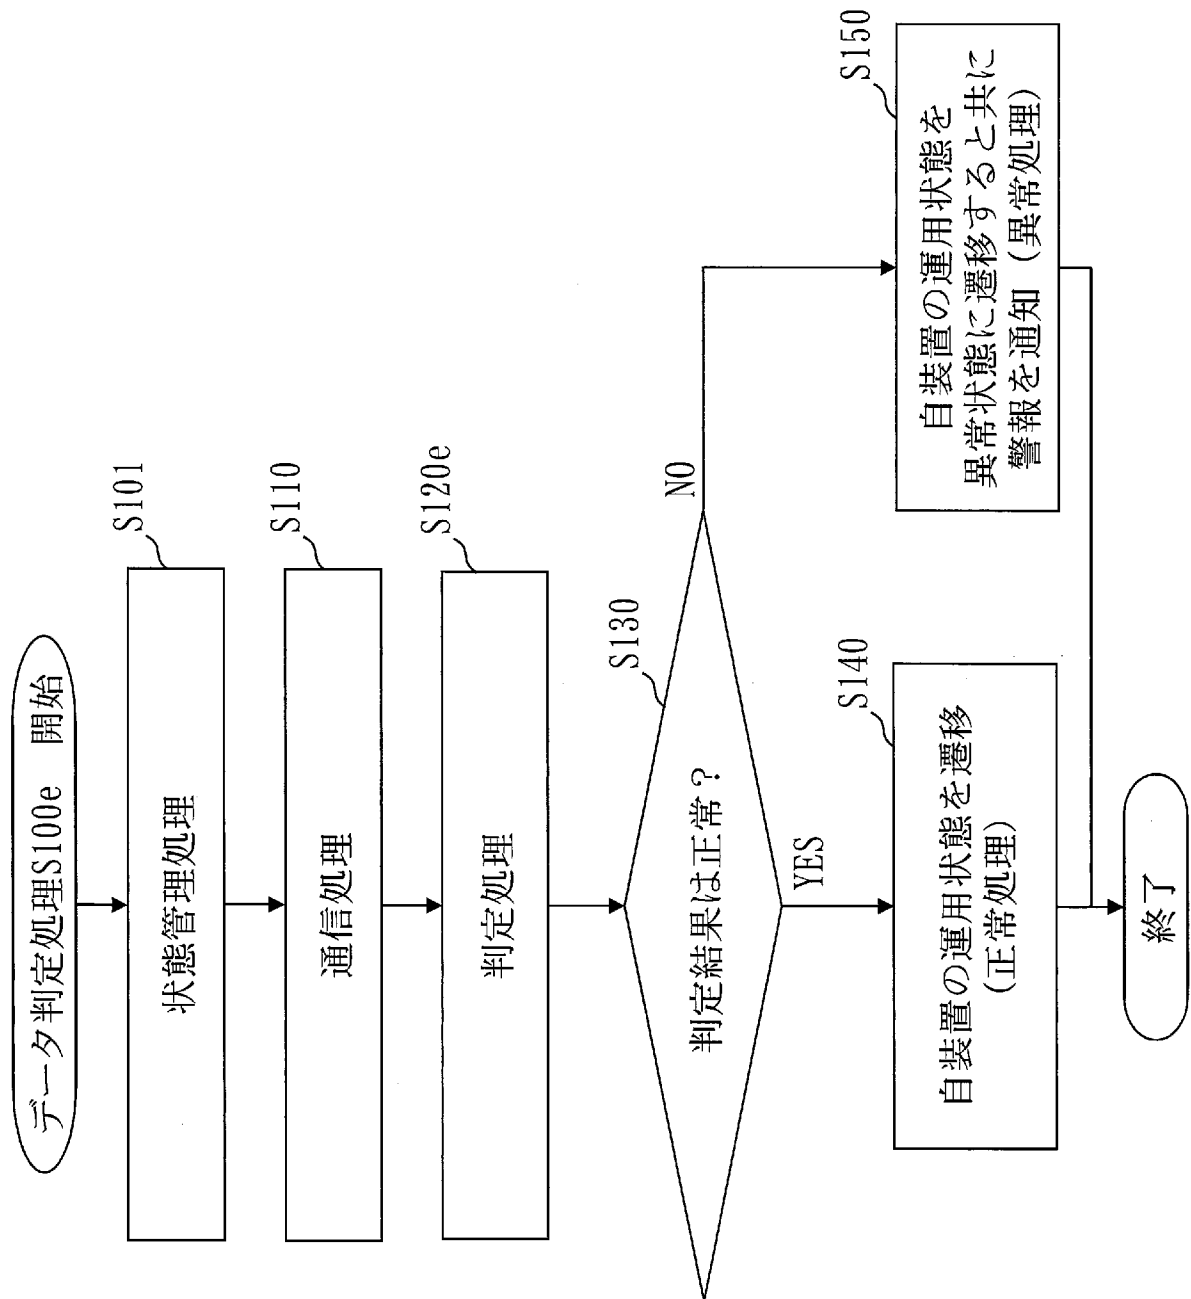 データ判定処理S100e　開始
S101
状態管理処理
S110
通信処理
S120e
判定処理
S130
判定結果は正常？
NO
YES
S140
自装置の運用状態を遷移
(正常処理)
S150
自装置の運用状態を
異常状態に遷移すると共に
警報を通知（異常処理）
終了